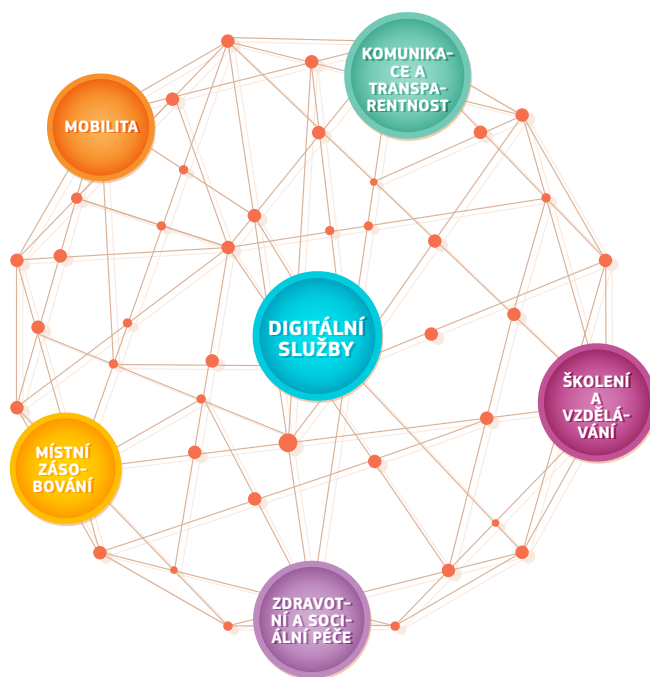 KOMUNIKA-
CE A
TRANSPA-
RENTNOST
MOBILITA
DIGITÁLNÍ
SLUŽBY
ŠKOLENÍ
A
VZDĚLÁ-
VÁNÍ
MÍSTNÍ
ZÁSO-
BOVÁNÍ
ZDRAVOT-
NÍ A SOCI-
ÁLNÍ PÉČE